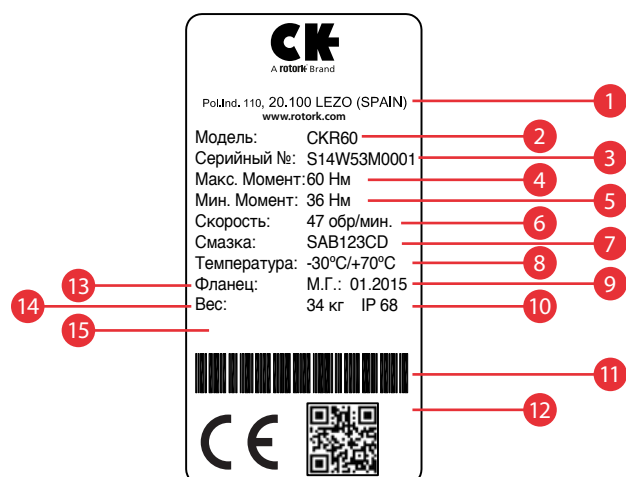 CK
A rotork Brand
Pol.Ind. 110, 20.100 LEZO (SPAIN)
www.rotork.com
Модель: CKR60
Серийный №: S14W53M0001
Макс. Момент: 60 Нм
Мин. Момент: 36 Нм
Скорость: 47 обр/мин.
Смазка: SAB123CD
Температура: -30ºC/+70ºC
Фланец: М.Г.: 01.2015
Вес: 34 кг IP 68
CE
1
2
3
4
5
6
7
8
9
10
11
12
13
14
15